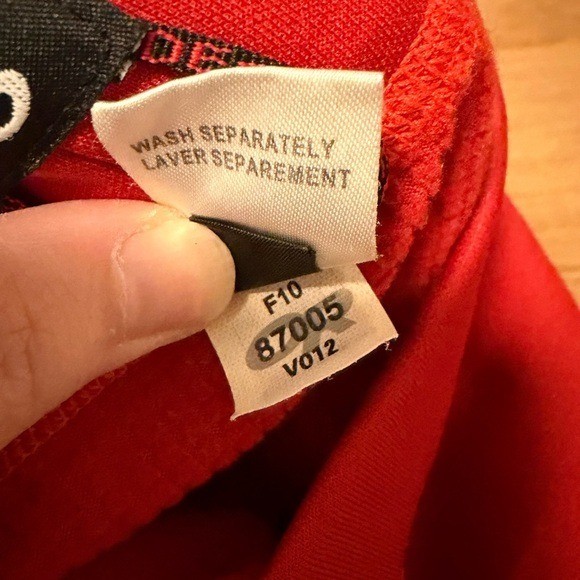 WASH SEPARATELY
LAVER SEPAREMENT
F10
87005
V012